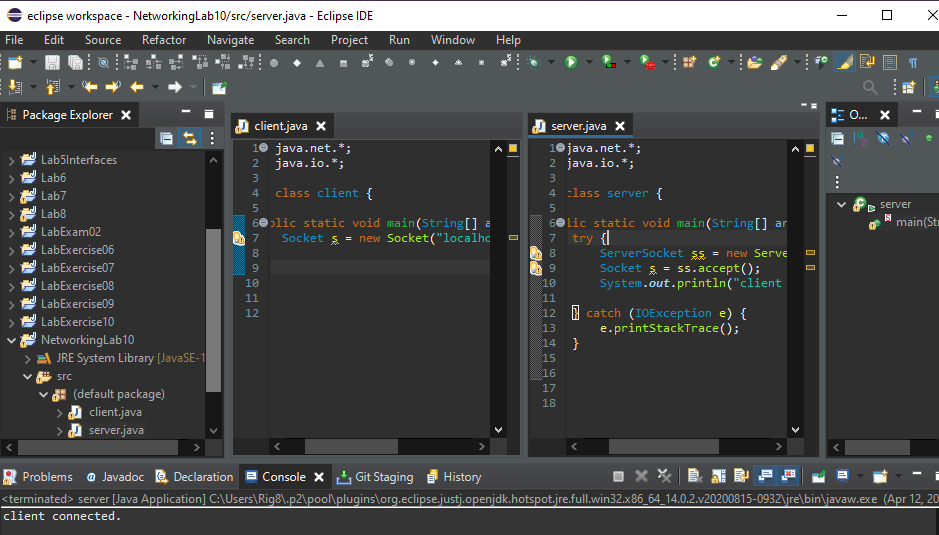 eclipse workspace - NetworkingLab10/src/server.java - Eclipse IDE
File Edit Source Refactor Navigate Search Project Run Window Help
Package Explorer
Lab5Interfaces
Lab6
Lab7
Lab8
LabExam02
LabExercise06
LabExercise07
LabExercise08
LabExercise09
LabExercise10
NetworkingLab10
JRE System Library [JavaSE-1
src
(default package)
client.java
server.java
client.java
1 java.net.*;
2 java.io.*;
3
4 class client {
5
6 blic static void main(String[] a
7 Socket s = new Socket("localho
8
9
10
11
12
server.java
1 java.net.*;
2 java.io.*;
3
4 class server {
5
6 lic static void main(String[] ar
7 try {
8 ServerSocket ss = new Serve
9 Socket s = ss.accept();
10 System.out.println("client
11
12 } catch (IOException e) {
13 e.printStackTrace();
14 }
15
16
17
18
O...
server
main(Str
Problems @ Javadoc Declaration Console Git Staging History
<terminated> server [Java Application] C:\Users\Rig8\.p2\pool\plugins\org.eclipse.justj.openjdk.hotspot.jre.full.win32.x86_64_14.0.2.v20200815-0932\jre\bin\javaw.exe (Apr 12, 20
client connected.